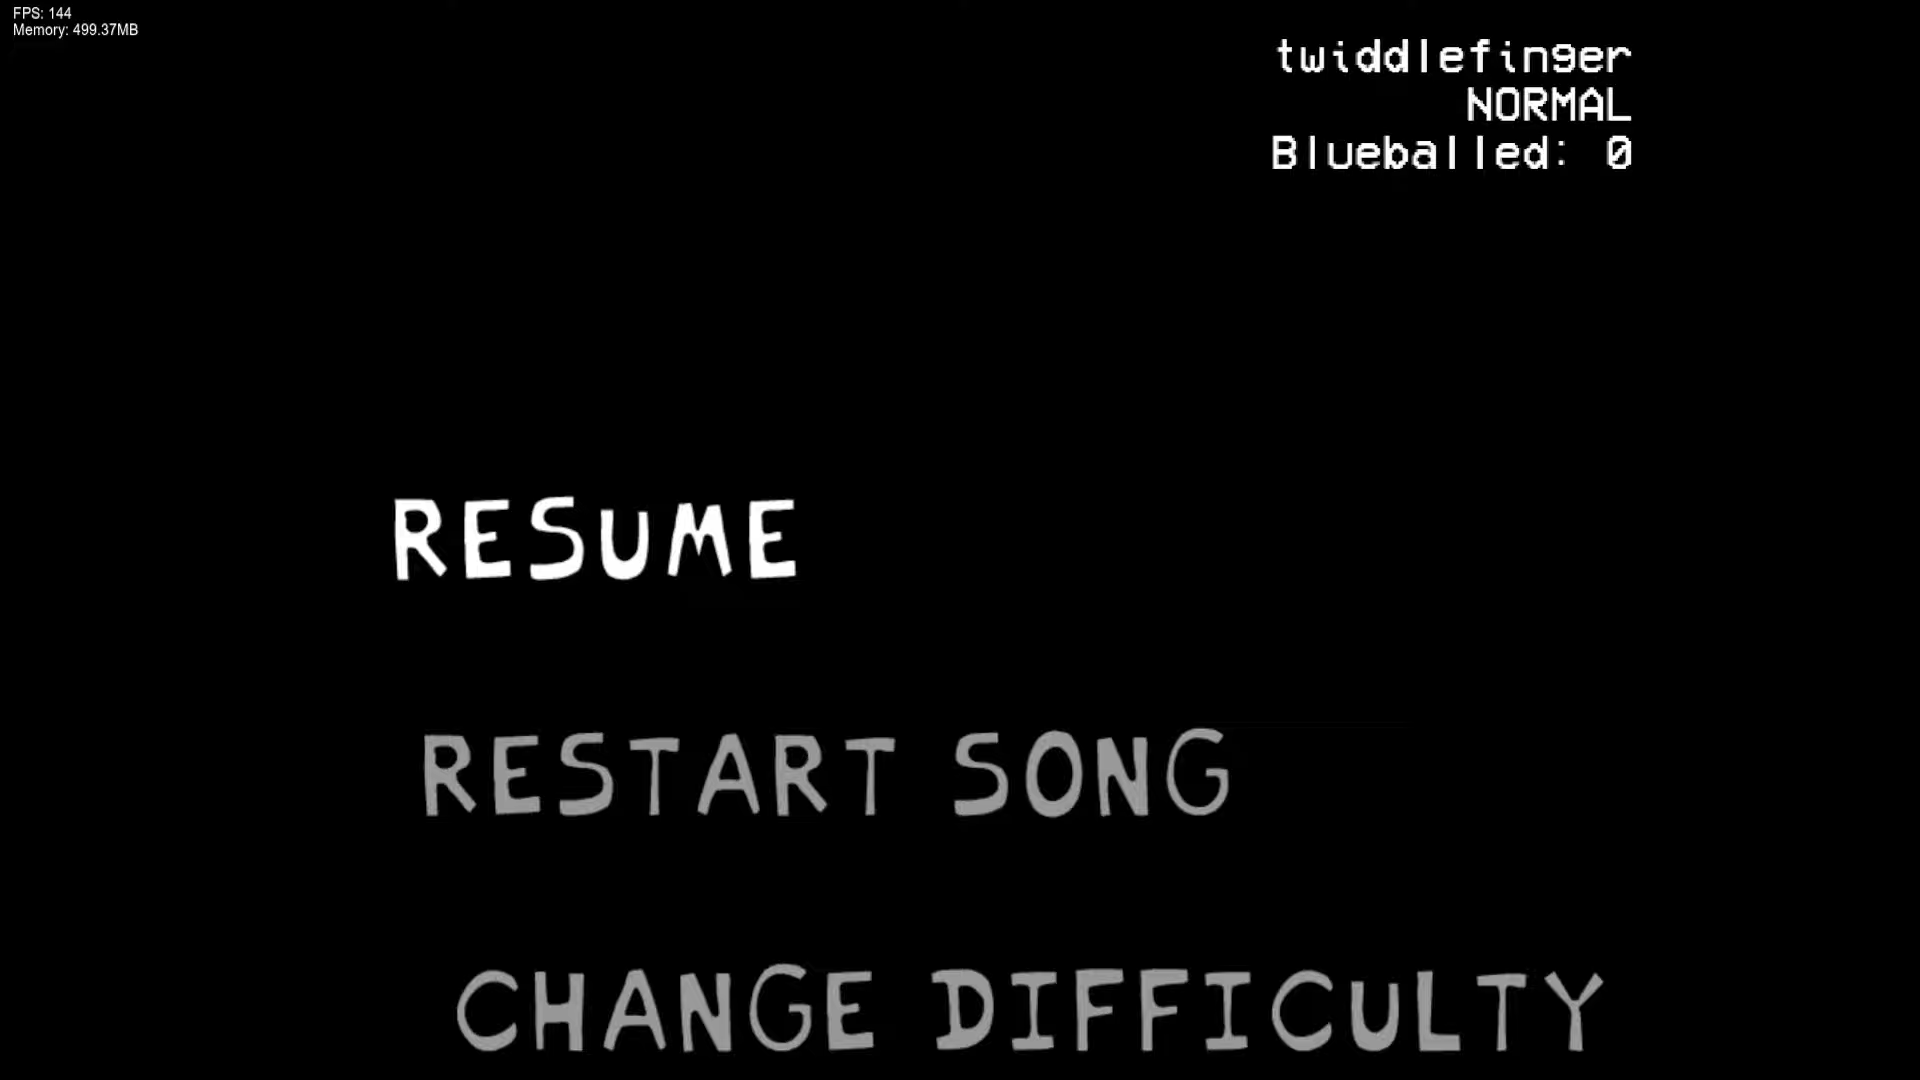 FPS: 144
Memory: 499.37MB
twiddlefinger
NORMAL
Blueballed: 0
RESUME
RESTART SONG
CHANGE DIFFICULTY